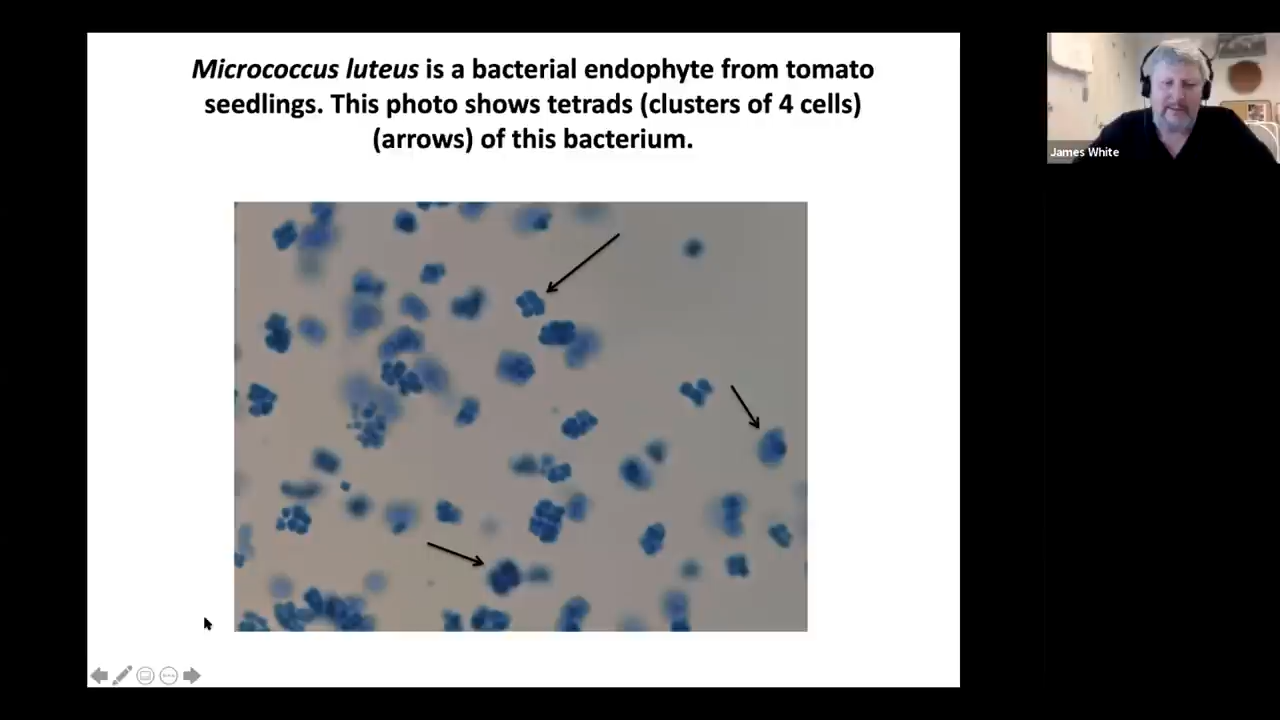 Micrococcus luteus is a bacterial endophyte from tomato
seedlings. This photo shows tetrads (clusters of 4 cells)
(arrows) of this bacterium.
James White